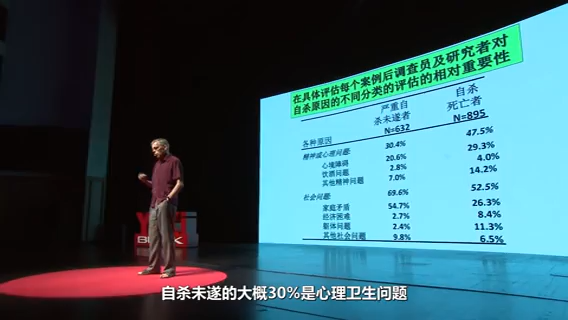 在具体评估每个案例后调查员及研究者对
自杀原因的不同分类的评估的相对重要性
严重自
杀未遂者
N=632
自杀
死亡者
N=895
各种原因
精神或心理问题: 30.4% 47.5%
心境障碍 20.6% 29.3%
饮酒问题 2.8% 4.0%
其他精神问题 7.0% 14.2%
社会问题: 69.6% 52.5%
家庭矛盾 54.7% 26.3%
经济困难 2.7% 8.4%
躯体问题 2.4% 11.3%
其他社会问题 9.8% 6.5%
自杀未遂的大概30%是心理卫生问题